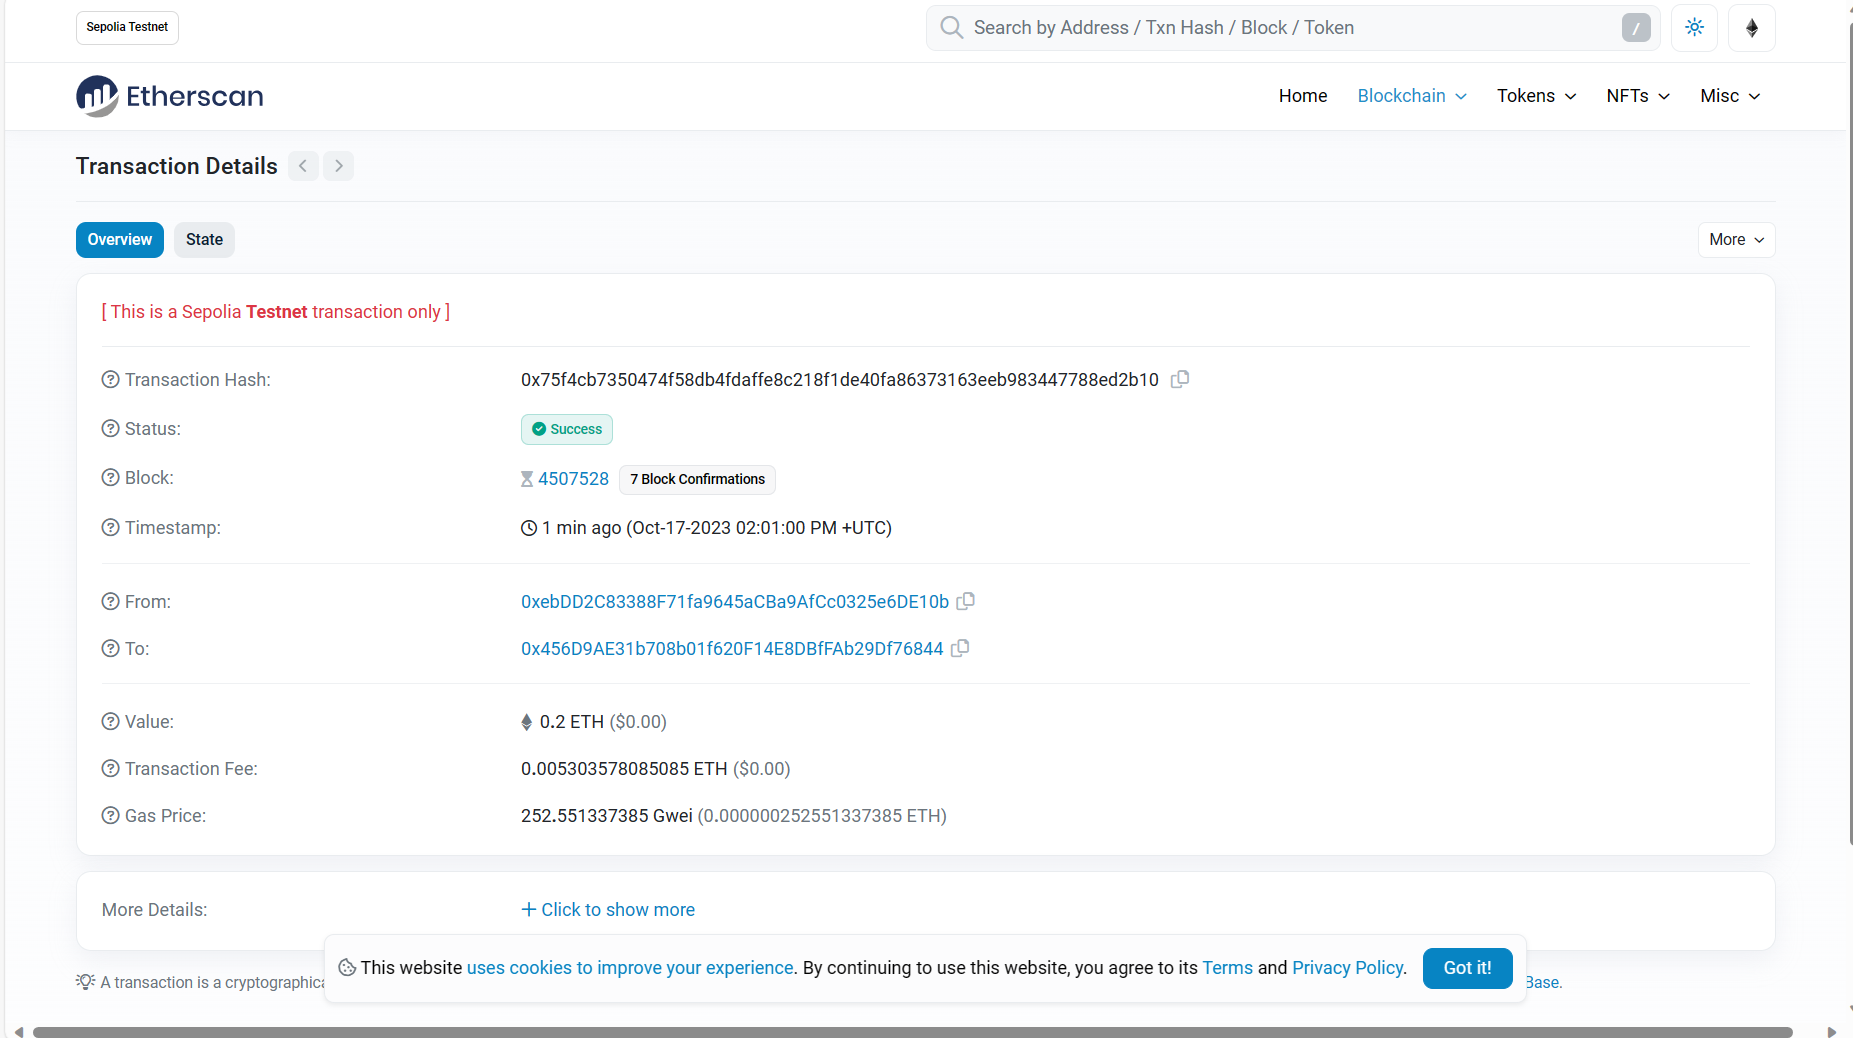 Sepolia Testnet
Search by Address / Txn Hash / Block / Token /
Etherscan
Home Blockchain Tokens NFTs Misc
Transaction Details
Overview State More
[ This is a Sepolia Testnet transaction only ]
Transaction Hash: 0x75f4cb7350474f58db4fdaffe8c218f1de40fa86373163eeb983447788ed2b10
Status: Success
Block: 4507528 7 Block Confirmations
Timestamp: 1 min ago (Oct-17-2023 02:01:00 PM +UTC)
From: 0xebDD2C83388F71fa9645aCBa9AfCc0325e6DE10b
To: 0x456D9AE31b708b01f620F14E8DBfFAb29Df76844
Value: 0.2 ETH ($0.00)
Transaction Fee: 0.005303578085085 ETH ($0.00)
Gas Price: 252.551337385 Gwei (0.000000252551337385 ETH)
More Details: + Click to show more
This website uses cookies to improve your experience. By continuing to use this website, you agree to its Terms and Privacy Policy. Got it!
A transaction is a cryptographica Base.